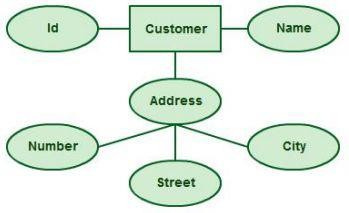 Id
Customer
Name
Address
Number
City
Street